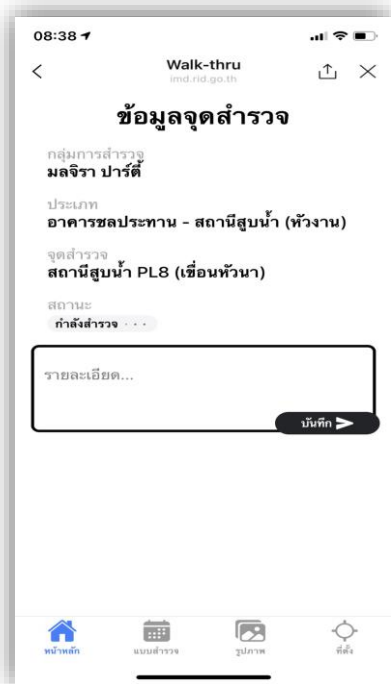 08:38
Walk-thru
imd.rid.go.th
ข้อมูลจุดสำรวจ
กลุ่มการสำรวจ
มลจิรา ปาร์ตี้
ประเภท
อาคารชลประทาน - สถานีสูบน้ำ (หัวงาน)
จุดสำรวจ
สถานีสูบน้ำ PL8 (เขื่อนหัวนา)
สถานะ
กำลังสำรวจ ···
รายละเอียด...
บันทึก
หน้าหลัก แบบสำรวจ รูปภาพ ที่ตั้ง